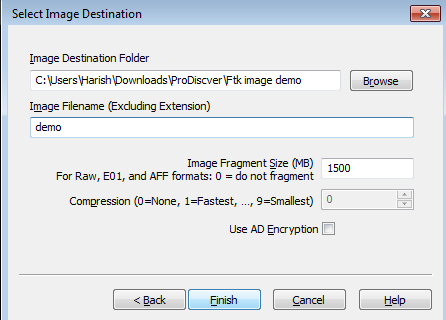 Select Image Destination
Image Destination Folder
C:\Users\Harish\Downloads\ProDiscver\Ftk image demo
Browse
Image Filename (Excluding Extension)
demo
Image Fragment Size (MB)
1500
For Raw, E01, and AFF formats: 0 = do not fragment
Compression (0=None, 1=Fastest, ..., 9=Smallest)
0
Use AD Encryption
< Back
Finish
Cancel
Help